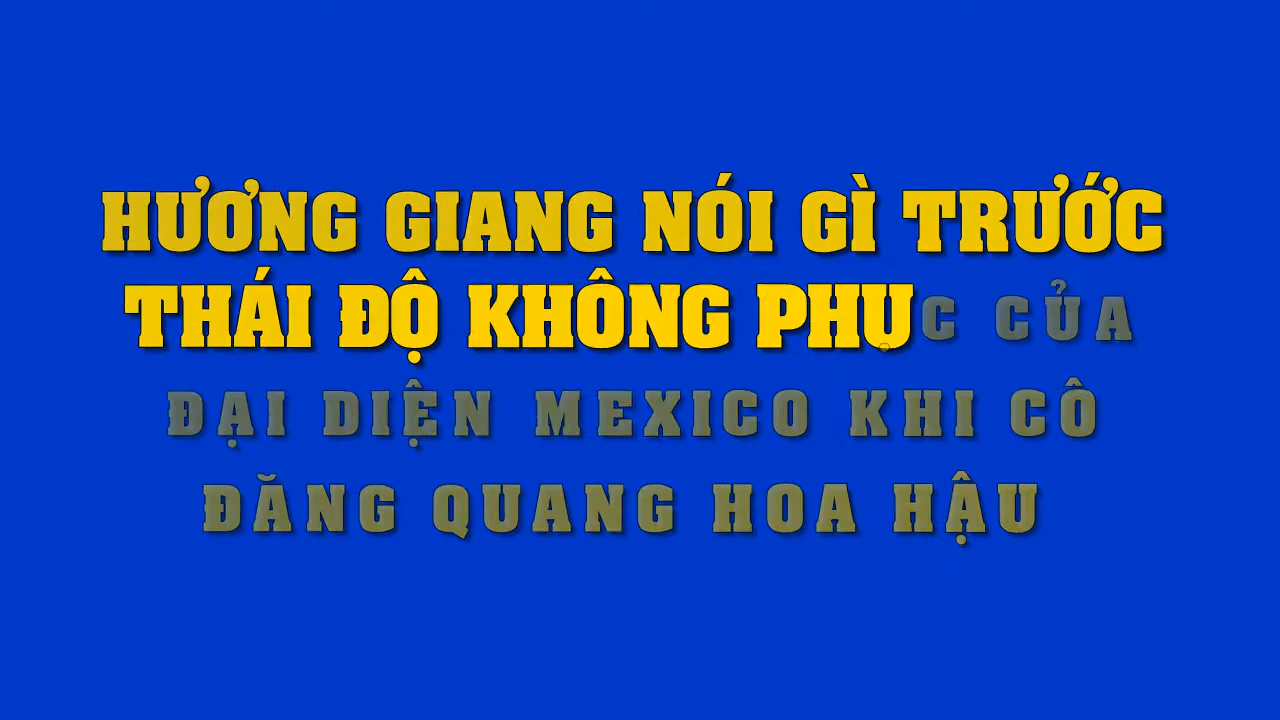 HƯƠNG GIANG NÓI GÌ TRƯỚC
THÁI ĐỘ KHÔNG PHỤC CỦA
ĐẠI DIỆN MEXICO KHI CÔ
ĐĂNG QUANG HOA HẬU